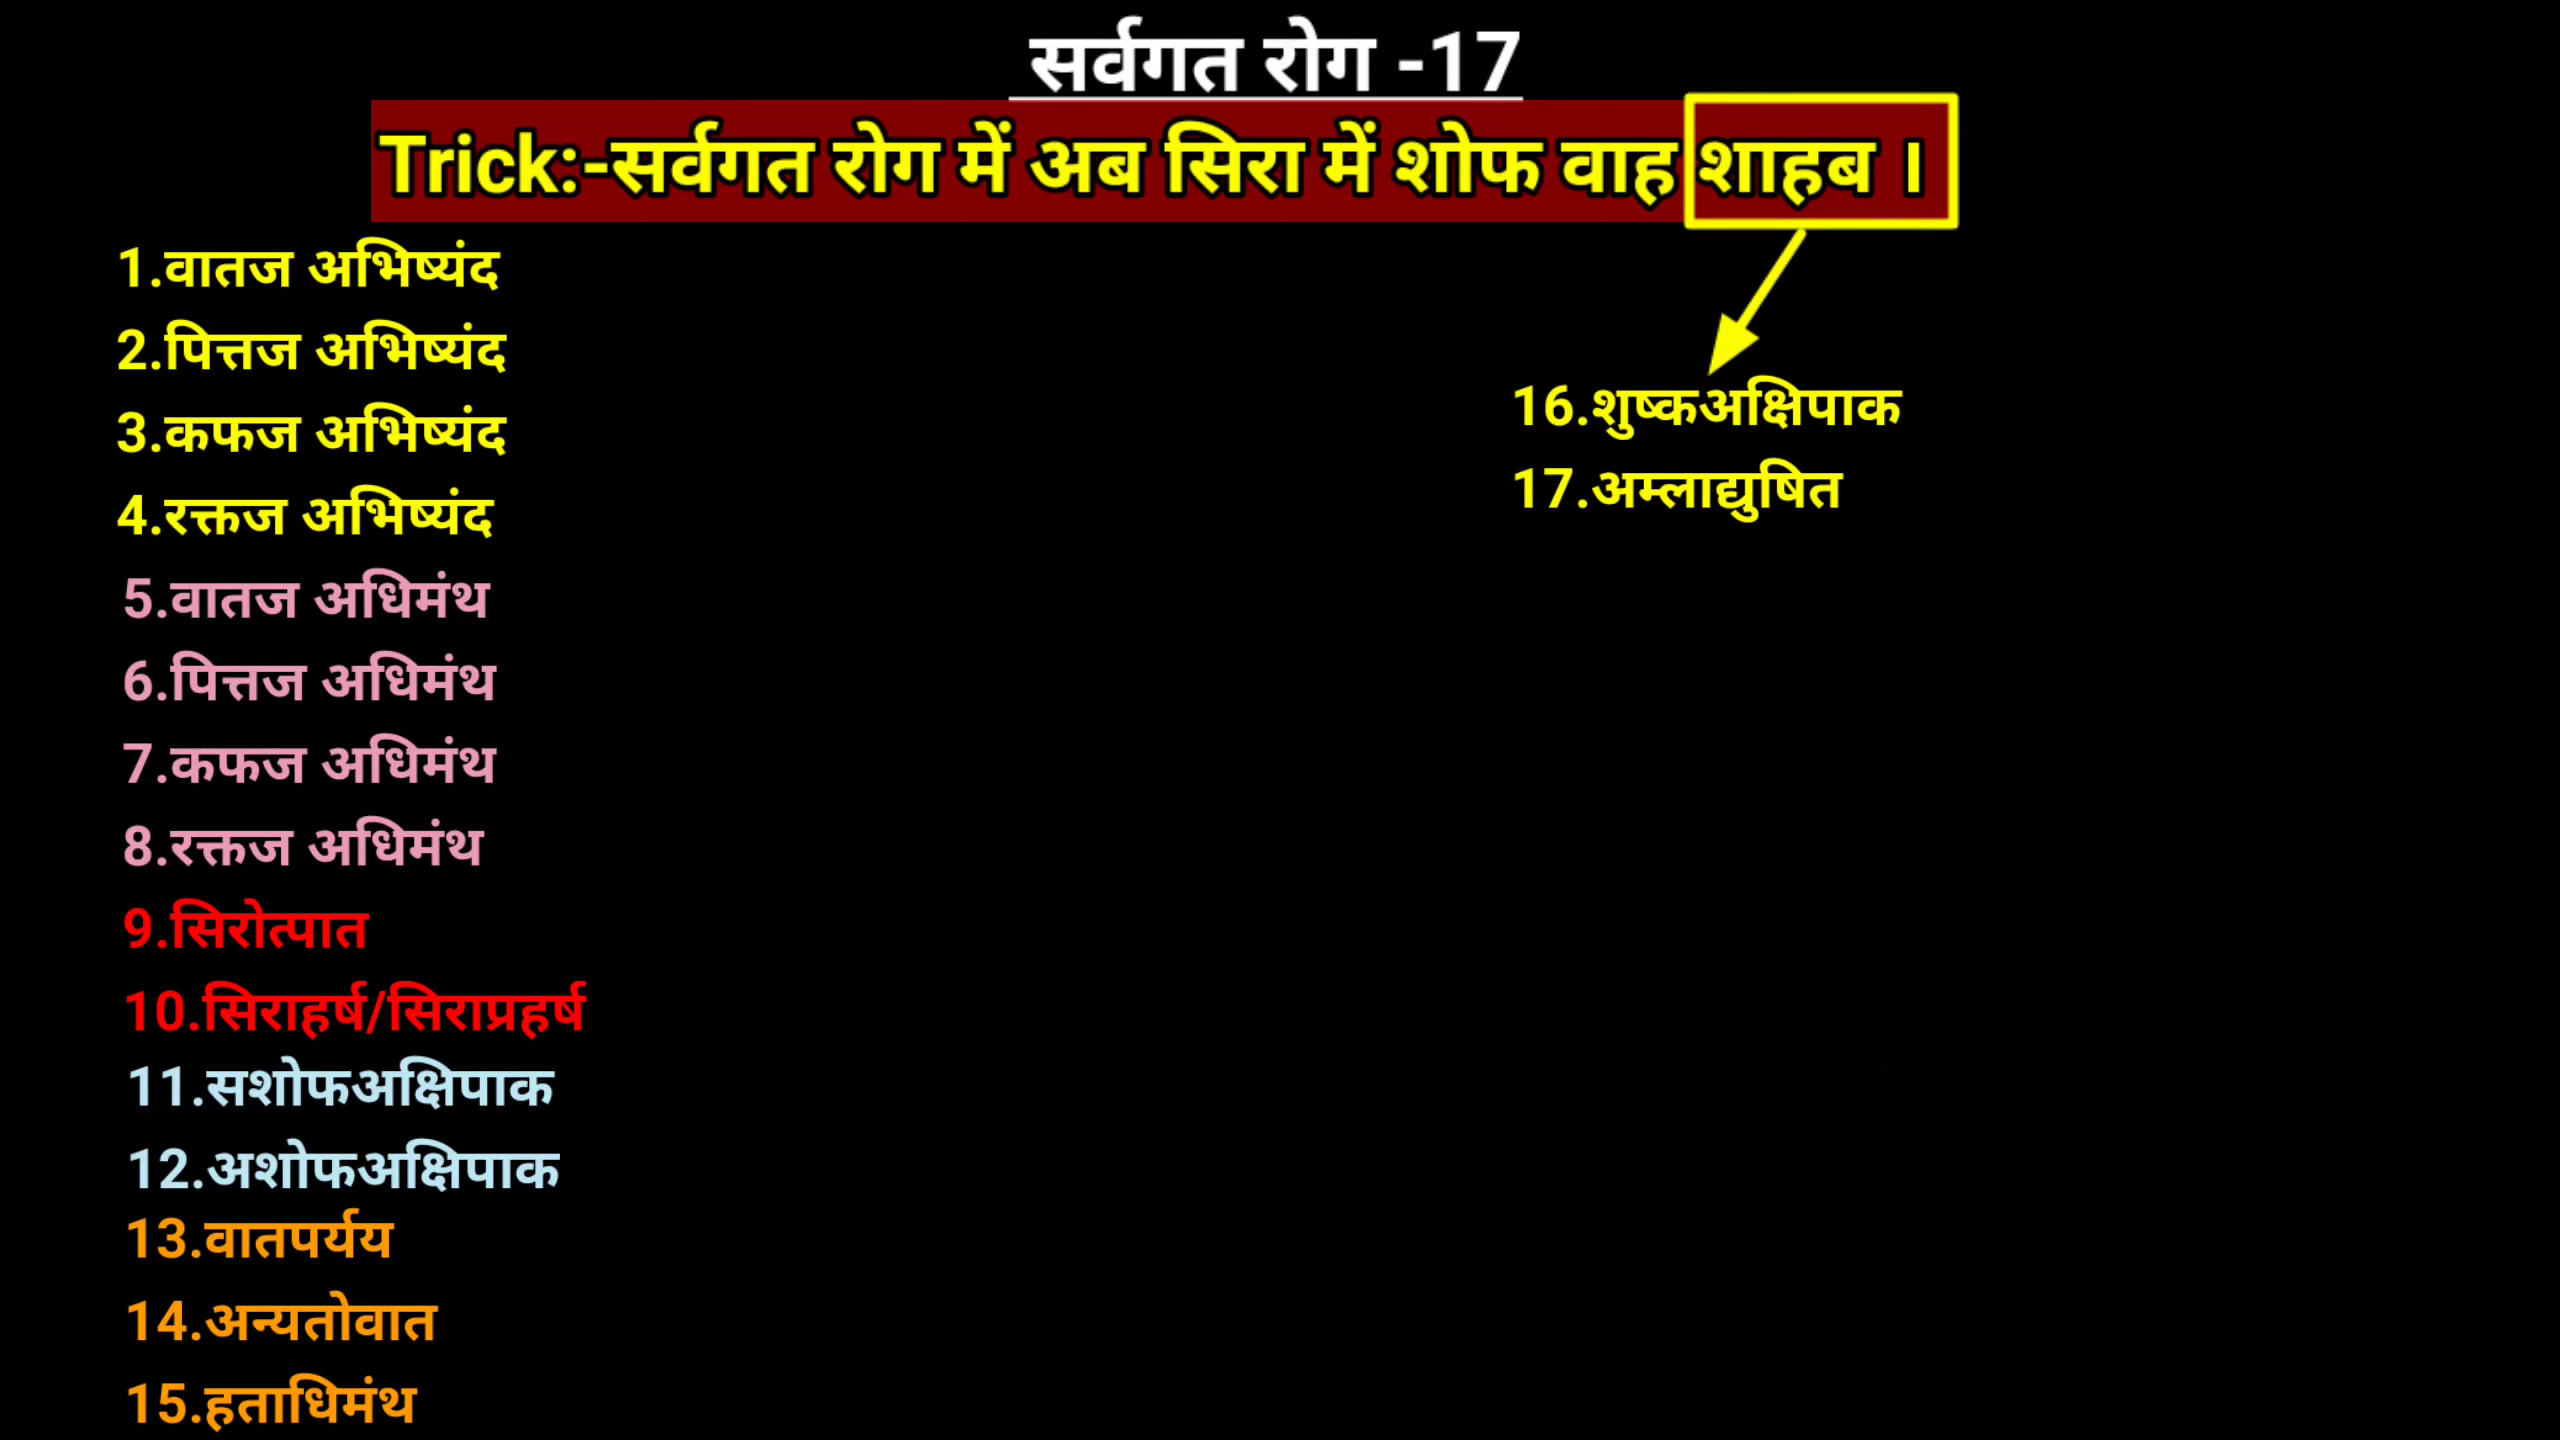 सर्वगत रोग -17
Trick:-सर्वगत रोग में अब सिरा में शोफ वाह शाहब ।
1.वातज अभिष्यंद
2.पित्तज अभिष्यंद
3.कफज अभिष्यंद
4.रक्तज अभिष्यंद
5.वातज अधिमंथ
6.पित्तज अधिमंथ
7.कफज अधिमंथ
8.रक्तज अधिमंथ
9.सिरोत्पात
10.सिराहर्ष/सिराप्रहर्ष
11.सशोफअक्षिपाक
12.अशोफअक्षिपाक
13.वातपर्यय
14.अन्यतोवात
15.हताधिमंथ
16.शुष्कअक्षिपाक
17.अम्लाद्युषित